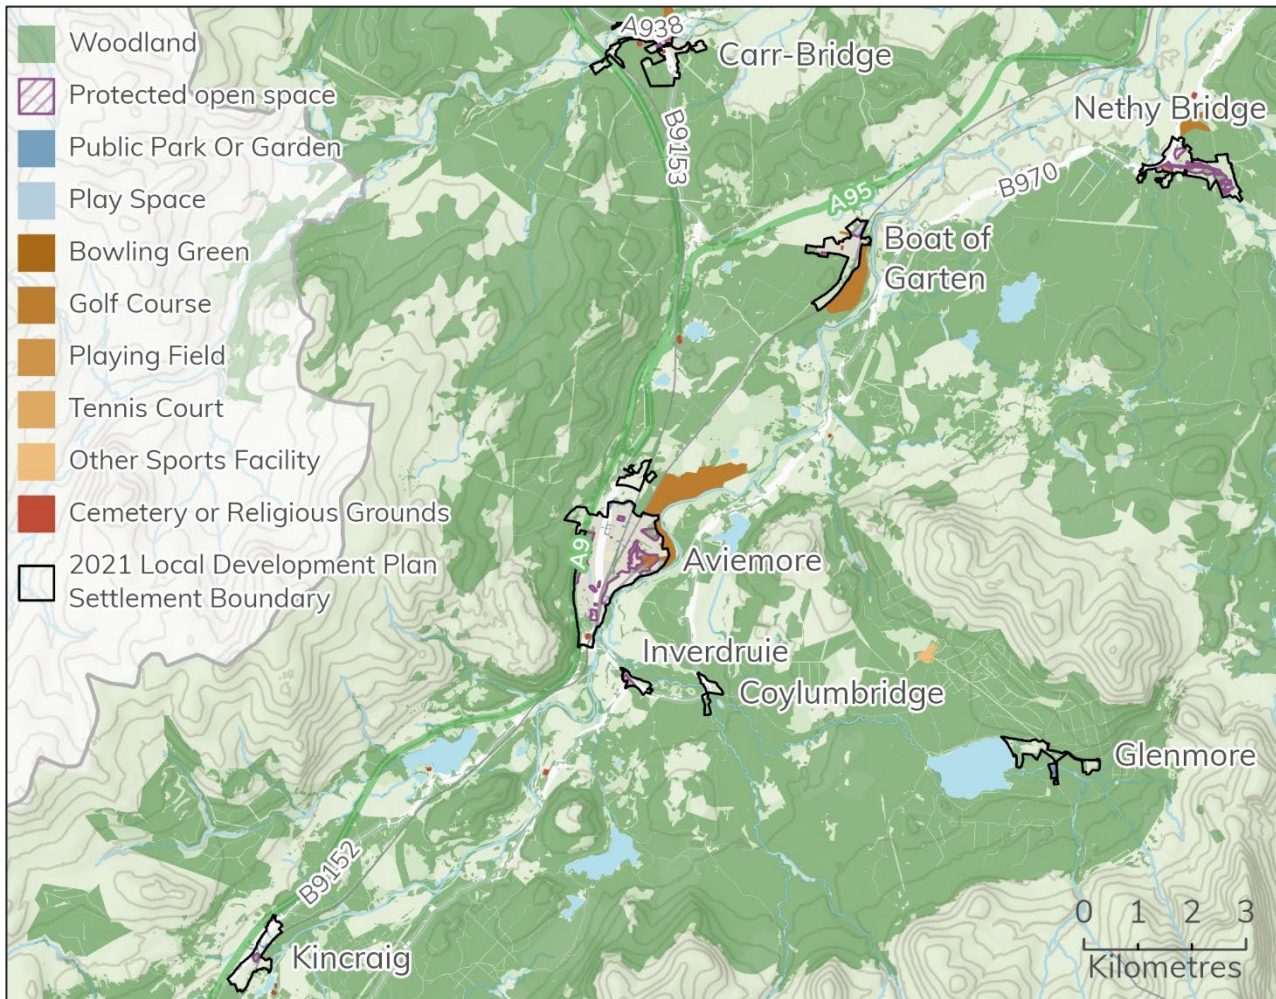 Woodland
Protected open space
Public Park Or Garden
Play Space
Bowling Green
Golf Course
Playing Field
Tennis Court
Other Sports Facility
Cemetery or Religious Grounds
2021 Local Development Plan
Settlement Boundary
A938
Carr-Bridge
B9153
Nethy Bridge
B970
A95
Boat of
Garten
A9
Aviemore
Inverdruie
Coylumbridge
Glenmore
B9152
Kincraig
0 1 2 3
Kilometres